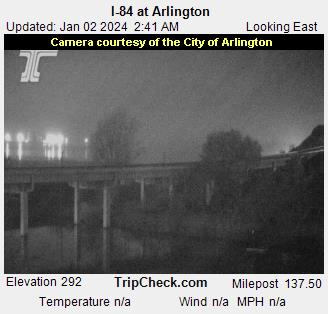 I-84 at Arlington
Updated: Jan 02 2024 2:41 AM Looking East
Camera courtesy of the City of Arlington
Elevation 292 TripCheck.com Milepost 137.50
Temperature n/a Wind n/a MPH n/a